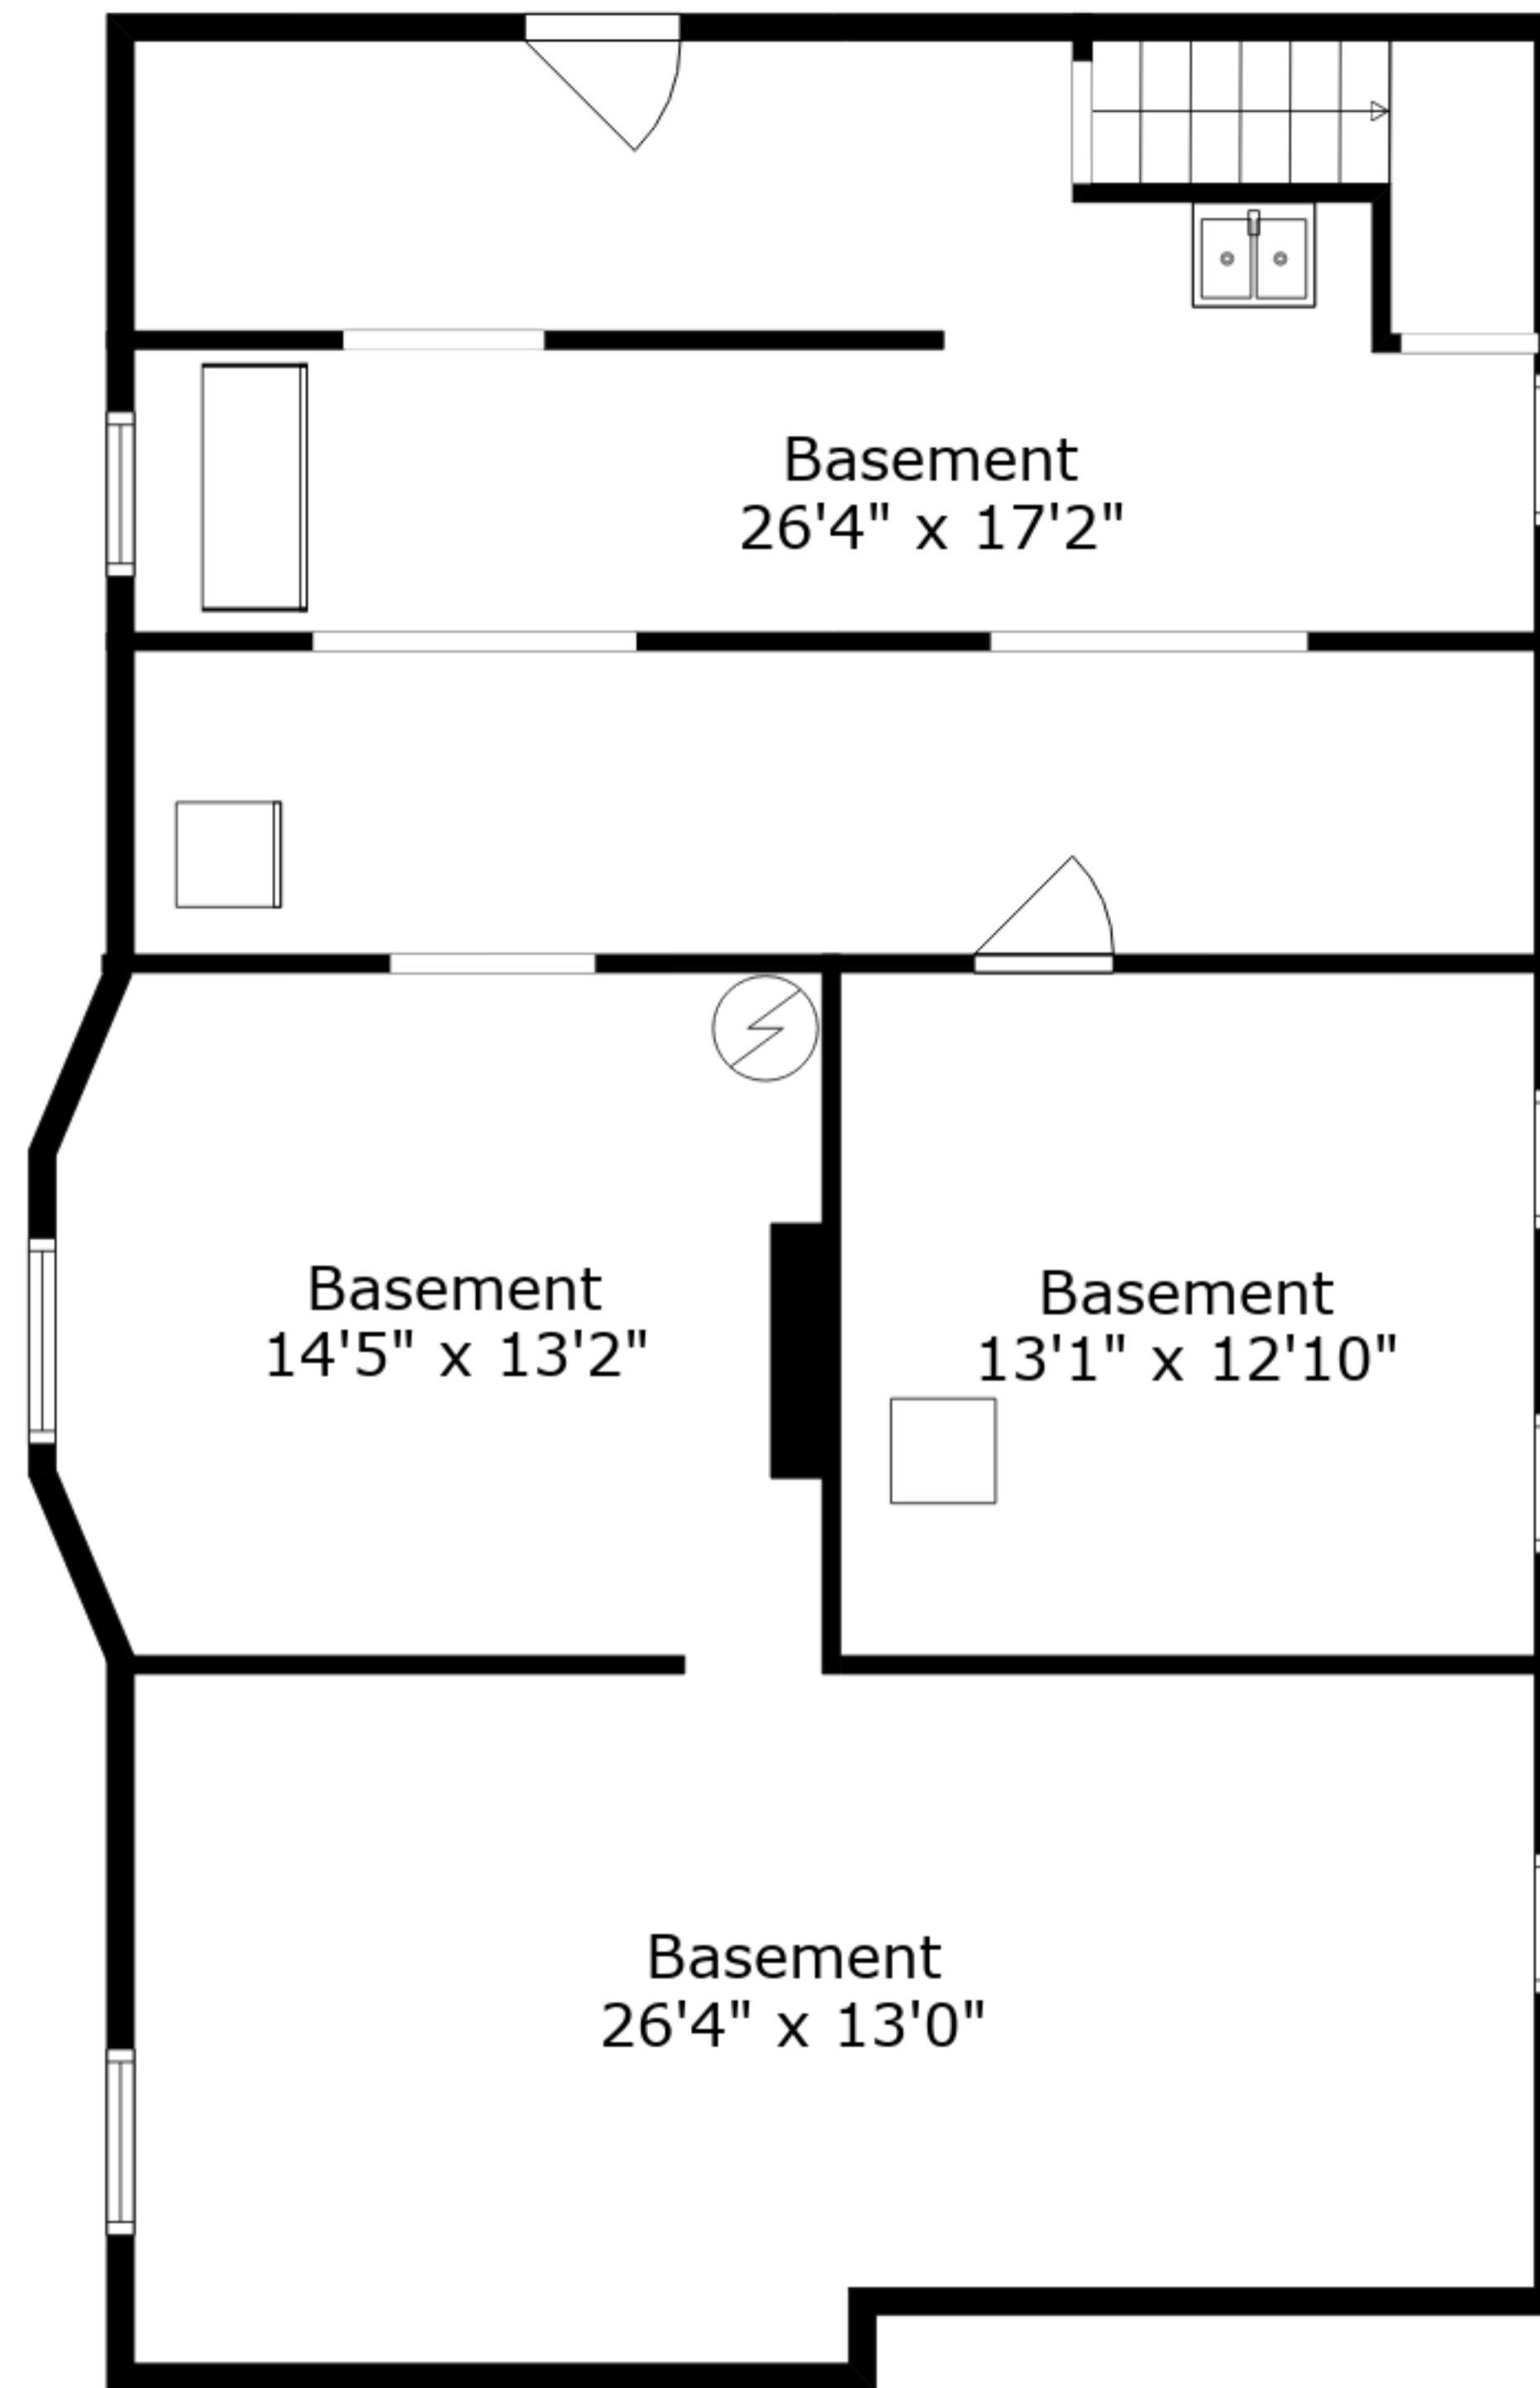 Basement
26'4" x 17'2"
Basement
14'5" x 13'2"
Basement
13'1" x 12'10"
Basement
26'4" x 13'0"